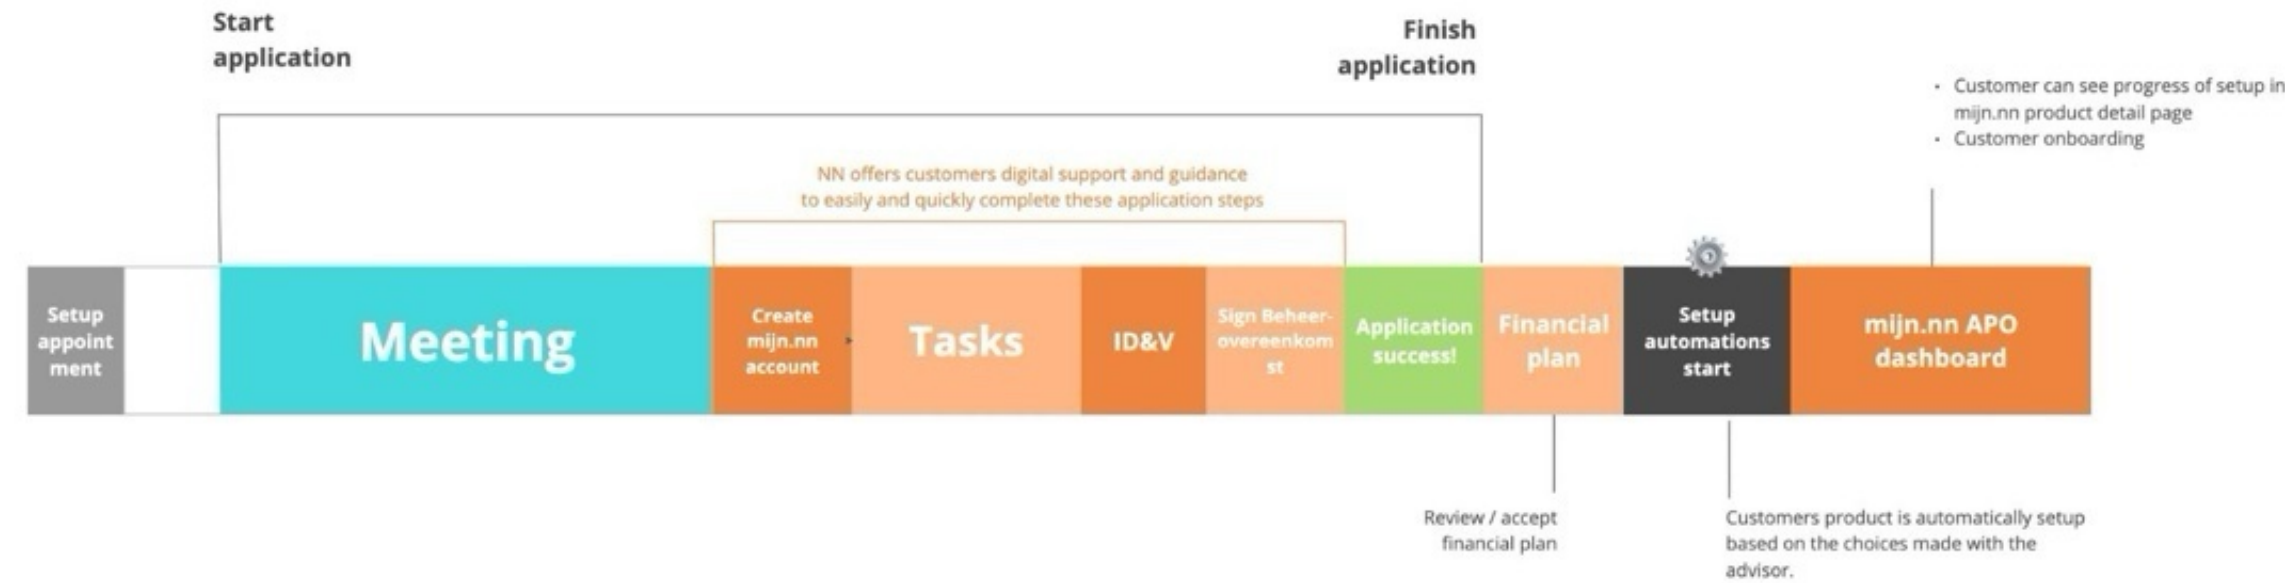 Start
application
Finish
application
• Customer can see progress of setup in
mijn.nn product detail page
• Customer onboarding
NN offers customers digital support and guidance
to easily and quickly complete these application steps
Setup
appoint
ment
Meeting
Create
mijn.nn
account
Tasks
ID&V
Sign Beheer-
overeenkom
st
Application
success!
Financial
plan
Setup
automations
start
mijn.nn APO
dashboard
Review / accept
financial plan
Customers product is automatically setup
based on the choices made with the
advisor.